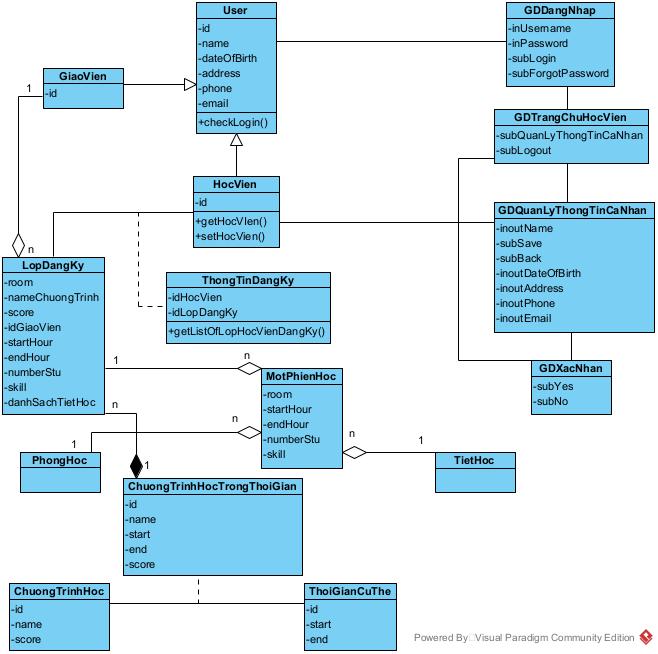 User
-id
-name
-dateOfBirth
-address
-phone
-email
+checkLogin()
GDDangNhap
-inUsername
-inPassword
-subLogin
-subForgotPassword
GiaoVien
-id
1
GDTrangChuHocVien
-subQuanLyThongTinCaNhan
-subLogout
HocVien
-id
+getHocVIen()
+setHocVien()
GDQuanLyThongTinCaNhan
-inoutName
-subSave
-subBack
-inoutDateOfBirth
-inoutAddress
-inoutPhone
-inoutEmail
n
LopDangKy
-room
-nameChuongTrinh
-score
-idGiaoVien
-startHour
-endHour
-numberStu
-skill
-danhSachTietHoc
ThongTinDangKy
-idHocVien
-idLopDangKy
+getListOfLopHocVienDangKy()
GDXacNhan
-subYes
-subNo
1
n
MotPhienHoc
-room
-startHour
-endHour
-numberStu
-skill
n
n
1
PhongHoc
n
1
TietHoc
1
ChuongTrinhHocTrongThoiGian
-id
-name
-start
-end
-score
ChuongTrinhHoc
-id
-name
-score
ThoiGianCuThe
-id
-start
-end
Powered By Visual Paradigm Community Edition